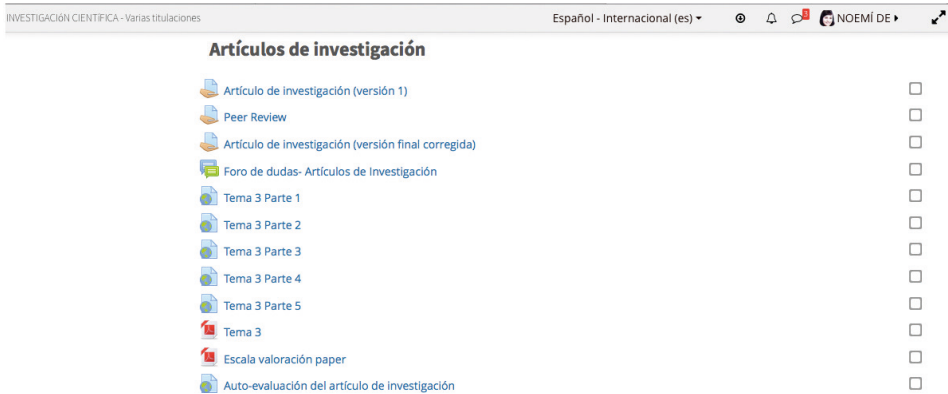 INVESTIGACIÓN CIENTÍFICA - Varias titulaciones Español - Internacional (es) 3 NOEMÍ DE
Artículos de investigación
Artículo de investigación (versión 1)
Peer Review
Artículo de investigación (versión final corregida)
Foro de dudas- Artículos de Investigación
Tema 3 Parte 1
Tema 3 Parte 2
Tema 3 Parte 3
Tema 3 Parte 4
Tema 3 Parte 5
Tema 3
Escala valoración paper
Auto-evaluación del artículo de investigación